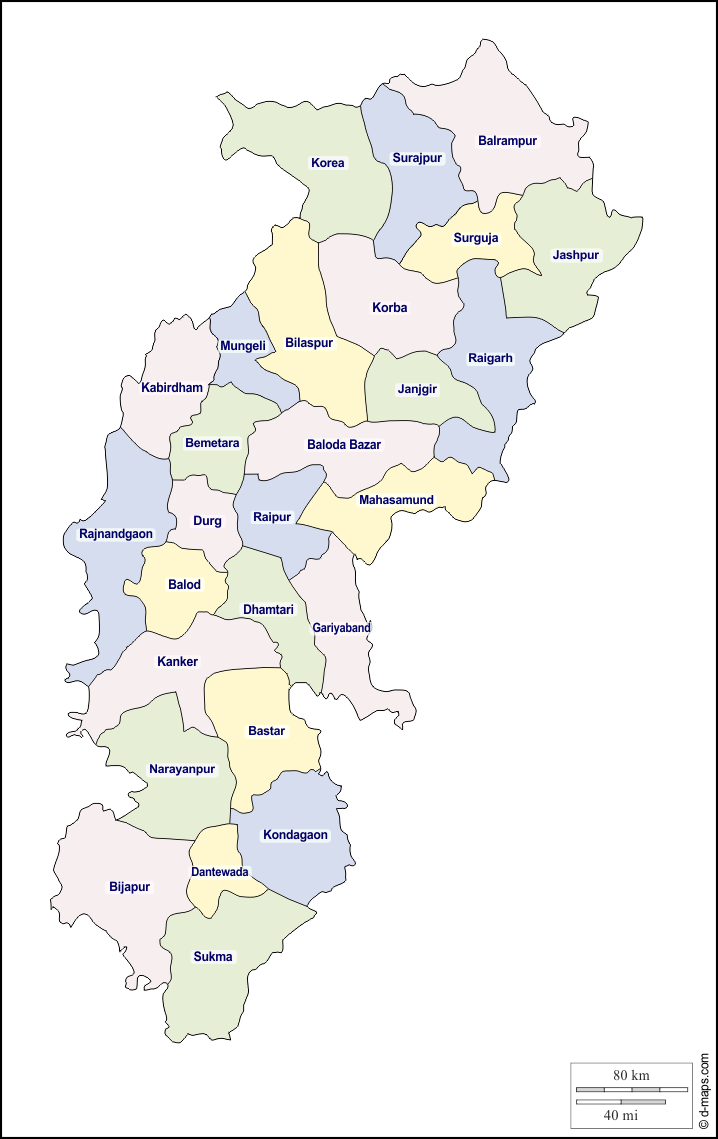 Balrampur
Surajpur
Korea
Surguja
Jashpur
Korba
Bilaspur
Mungeli
Raigarh
Kabirdham
Janjgir
Bemetara
Baloda Bazar
Mahasamund
Raipur
Durg
Rajnandgaon
Balod
Dhamtari
Gariyaband
Kanker
Bastar
Narayanpur
Kondagaon
Dantewada
Bijapur
Sukma
80 km
40 mi
© d-maps.com